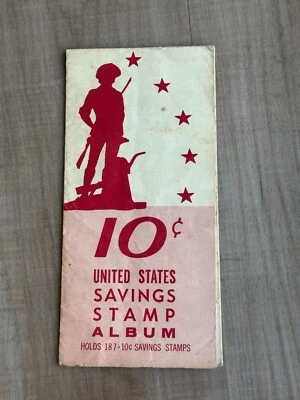 10¢
UNITED STATES
SAVINGS
STAMP
ALBUM
HOLDS 187-10¢ SAVINGS STAMPS